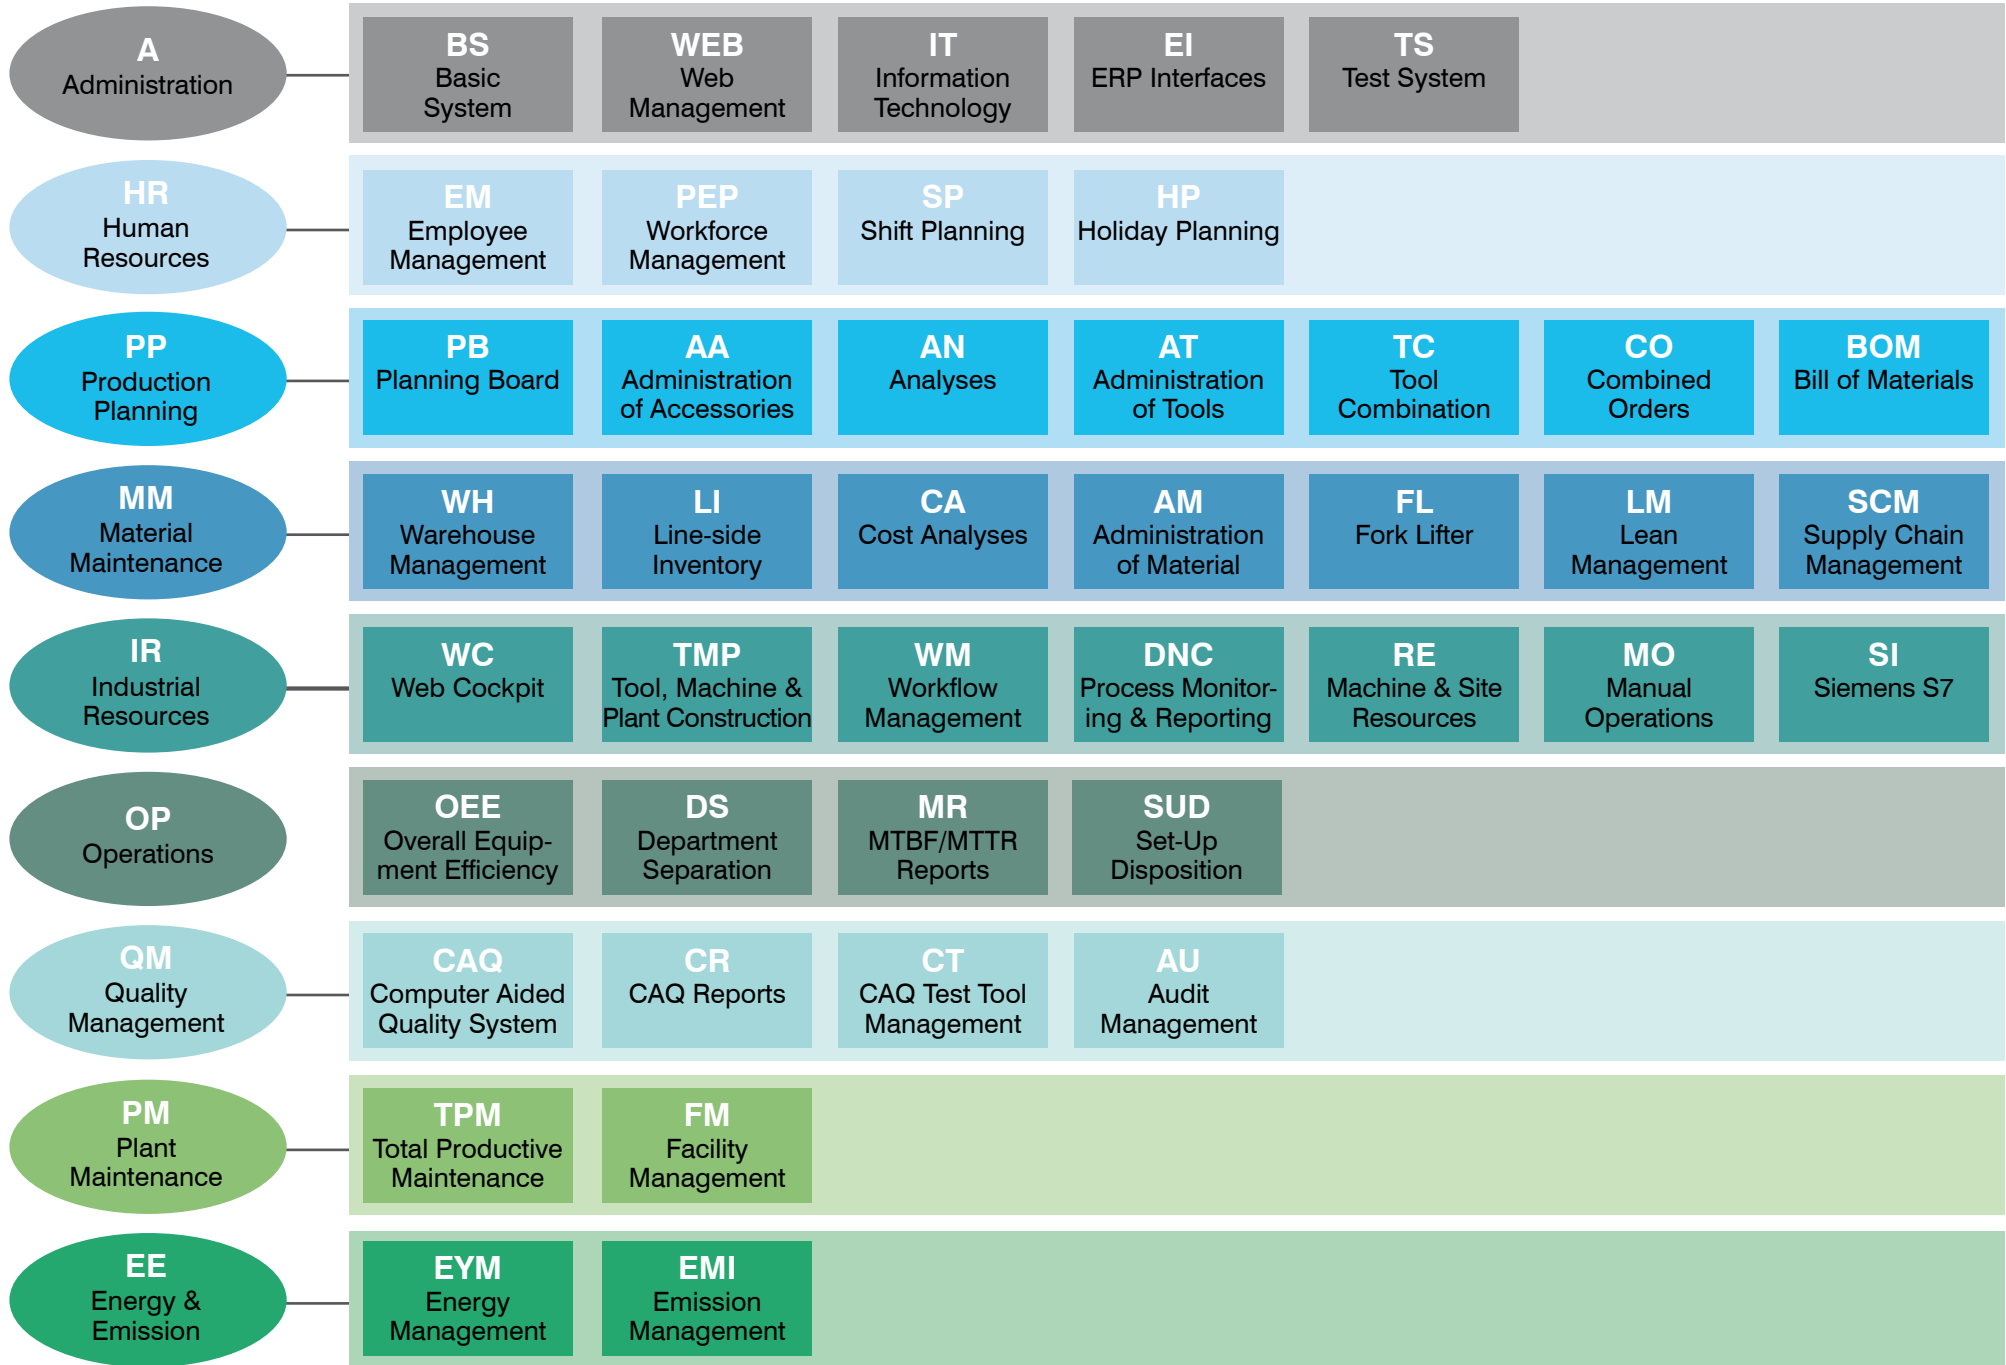 A
Administration
BS
Basic
System
WEB
Web
Management
IT
Information
Technology
EI
ERP Interfaces
TS
Test System
HR
Human
Resources
EM
Employee
Management
PEP
Workforce
Management
SP
Shift Planning
HP
Holiday Planning
PP
Production
Planning
PB
Planning Board
AA
Administration
of Accessories
AN
Analyses
AT
Administration
of Tools
TC
Tool
Combination
CO
Combined
Orders
BOM
Bill of Materials
MM
Material
Maintenance
WH
Warehouse
Management
LI
Line-side
Inventory
CA
Cost Analyses
AM
Administration
of Material
FL
Fork Lifter
LM
Lean
Management
SCM
Supply Chain
Management
IR
Industrial
Resources
WC
Web Cockpit
TMP
Tool, Machine &
Plant Construction
WM
Workflow
Management
DNC
Process Monitor-
ing & Reporting
RE
Machine & Site
Resources
MO
Manual
Operations
SI
Siemens S7
OP
Operations
OEE
Overall Equip-
ment Efficiency
DS
Department
Separation
MR
MTBF/MTTR
Reports
SUD
Set-Up
Disposition
QM
Quality
Management
CAQ
Computer Aided
Quality System
CR
CAQ Reports
CT
CAQ Test Tool
Management
AU
Audit
Management
PM
Plant
Maintenance
TPM
Total Productive
Maintenance
FM
Facility
Management
EE
Energy &
Emission
EYM
Energy
Management
EMI
Emission
Management